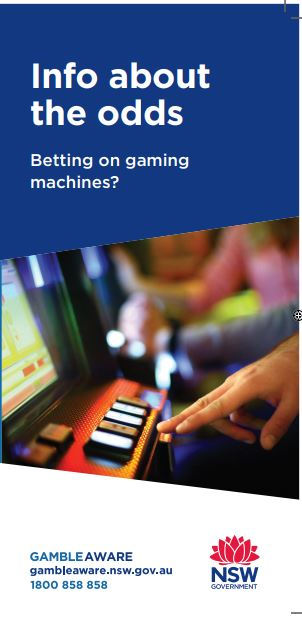 Info about
the odds
Betting on gaming
machines?
GAMBLEAWARE
gambleaware.nsw.gov.au
1800 858 858
NSW
GOVERNMENT